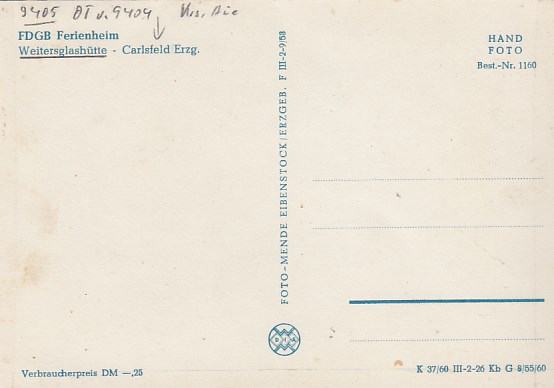 9405 OT v. 9404 Krs. Aue
FDGB Ferienheim
Weitersglashütte - Carlsfeld Erzg.
HAND
FOTO
Best.-Nr. 1160
FOTO-MENDE EIBENSTOCK/ERZGEB. F III-2-9/58
Verbraucherpreis DM —,25
K 37/60 III-2-26 Kb G 8/55/60